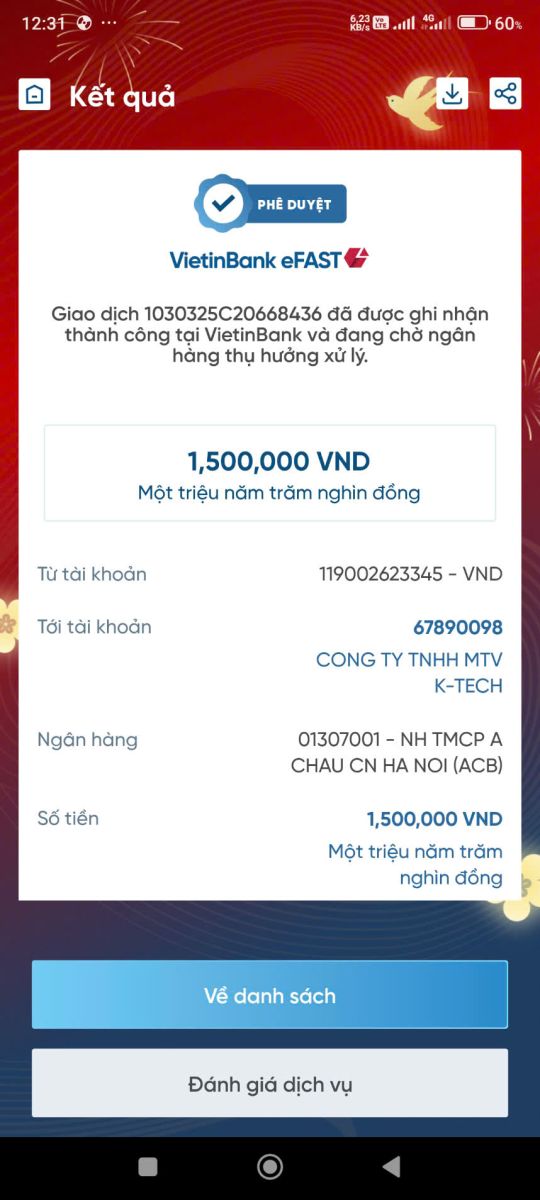 12:31 ... 6,23 KB/s Vo LTE 4G 60%
Kết quả
PHÊ DUYỆT
VietinBank eFAST
Giao dịch 1030325C20668436 đã được ghi nhận
thành công tại VietinBank và đang chờ ngân
hàng thụ hưởng xử lý.
1,500,000 VND
Một triệu năm trăm nghìn đồng
Từ tài khoản 119002623345 - VND
Tới tài khoản 67890098
CONG TY TNHH MTV
K-TECH
Ngân hàng 01307001 - NH TMCP A
CHAU CN HA NOI (ACB)
Số tiền 1,500,000 VND
Một triệu năm trăm
nghìn đồng
Về danh sách
Đánh giá dịch vụ